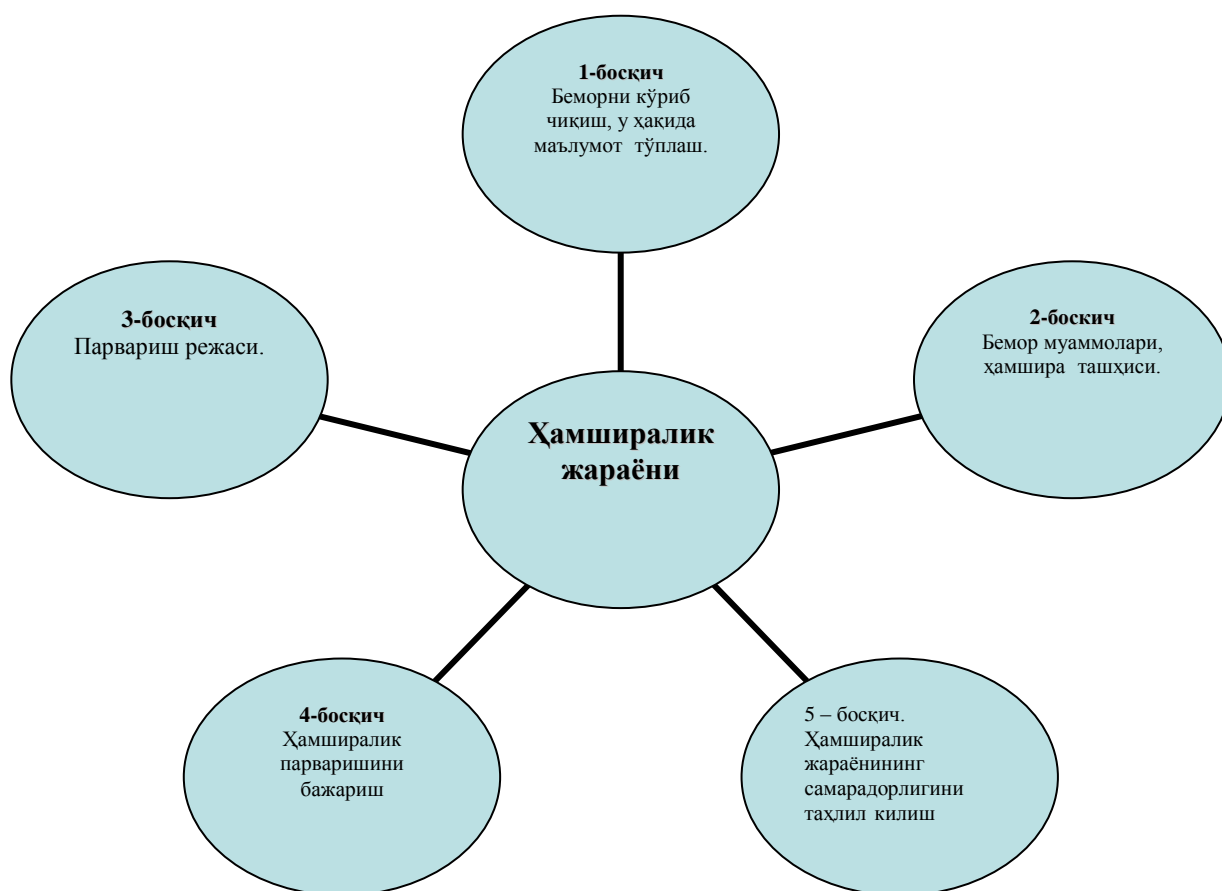 1-босқич
Беморни кўриб
чиқиш, у ҳақида
маълумот тўплаш.
3-босқич
Парвариш режаси.
2-боскич
Бемор муаммолари,
ҳамшира ташҳиси.
Ҳамширалик
жараёни
4-босқич
Ҳамширалик
парваришини
бажариш
5 – босқич.
Ҳамширалик
жараёнининг
самарадорлигини
таҳлил килиш